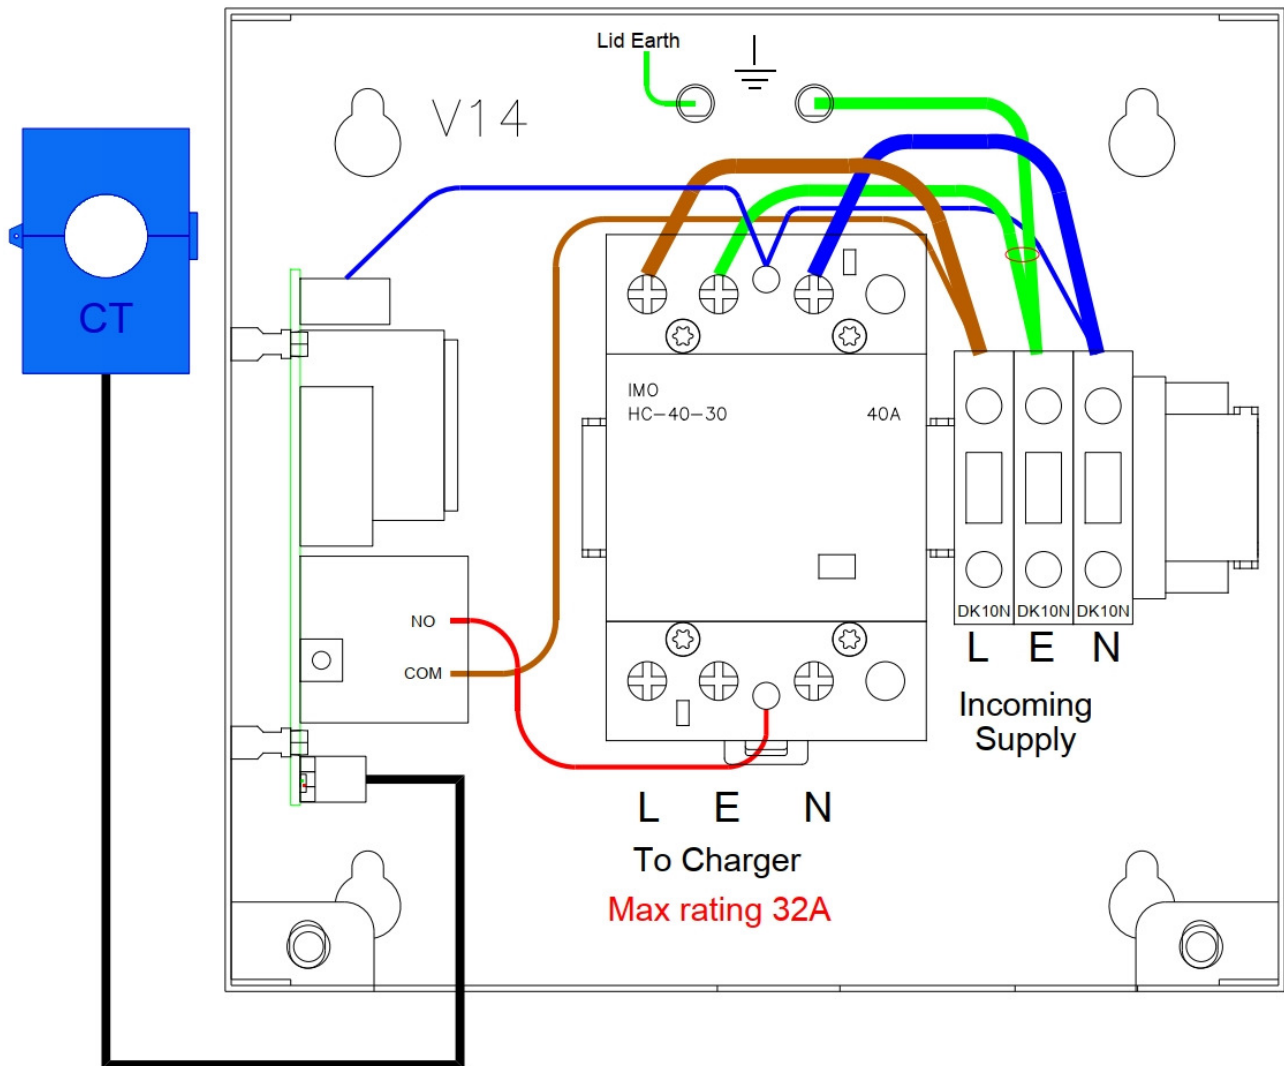 Lid Earth
V14
CT
IMO
HC-40-30 40A
NO
COM
DK10N DK10N DK10N
L E N
Incoming
Supply
L E N
To Charger
Max rating 32A